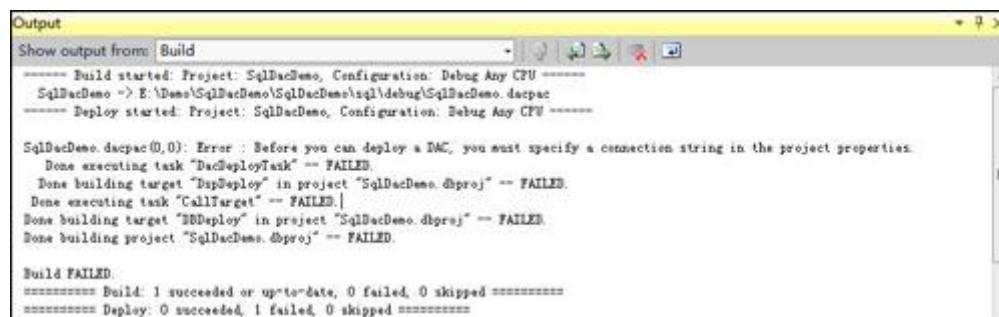 Output
Show output from: Build
------ Build started: Project: SqlDacDemo, Configuration: Debug Any CPU ------
SqlDacDemo -> E:\Demo\SqlDacDemo\SqlDacDemo\sql\debug\SqlDacDemo.dacpac
------ Deploy started: Project: SqlDacDemo, Configuration: Debug Any CPU ------
SqlDacDemo.dacpac(0,0): Error : Before you can deploy a DAC, you must specify a connection string in the project properties.
Done executing task "DacDeployTask" -- FAILED.
Done building target "DspDeploy" in project "SqlDacDemo.dbproj" -- FAILED.
Done executing task "CallTarget" -- FAILED.
Done building target "DBDeploy" in project "SqlDacDemo.dbproj" -- FAILED.
Done building project "SqlDacDemo.dbproj" -- FAILED.
Build FAILED.
========== Build: 1 succeeded or up-to-date, 0 failed, 0 skipped ==========
========== Deploy: 0 succeeded, 1 failed, 0 skipped ==========